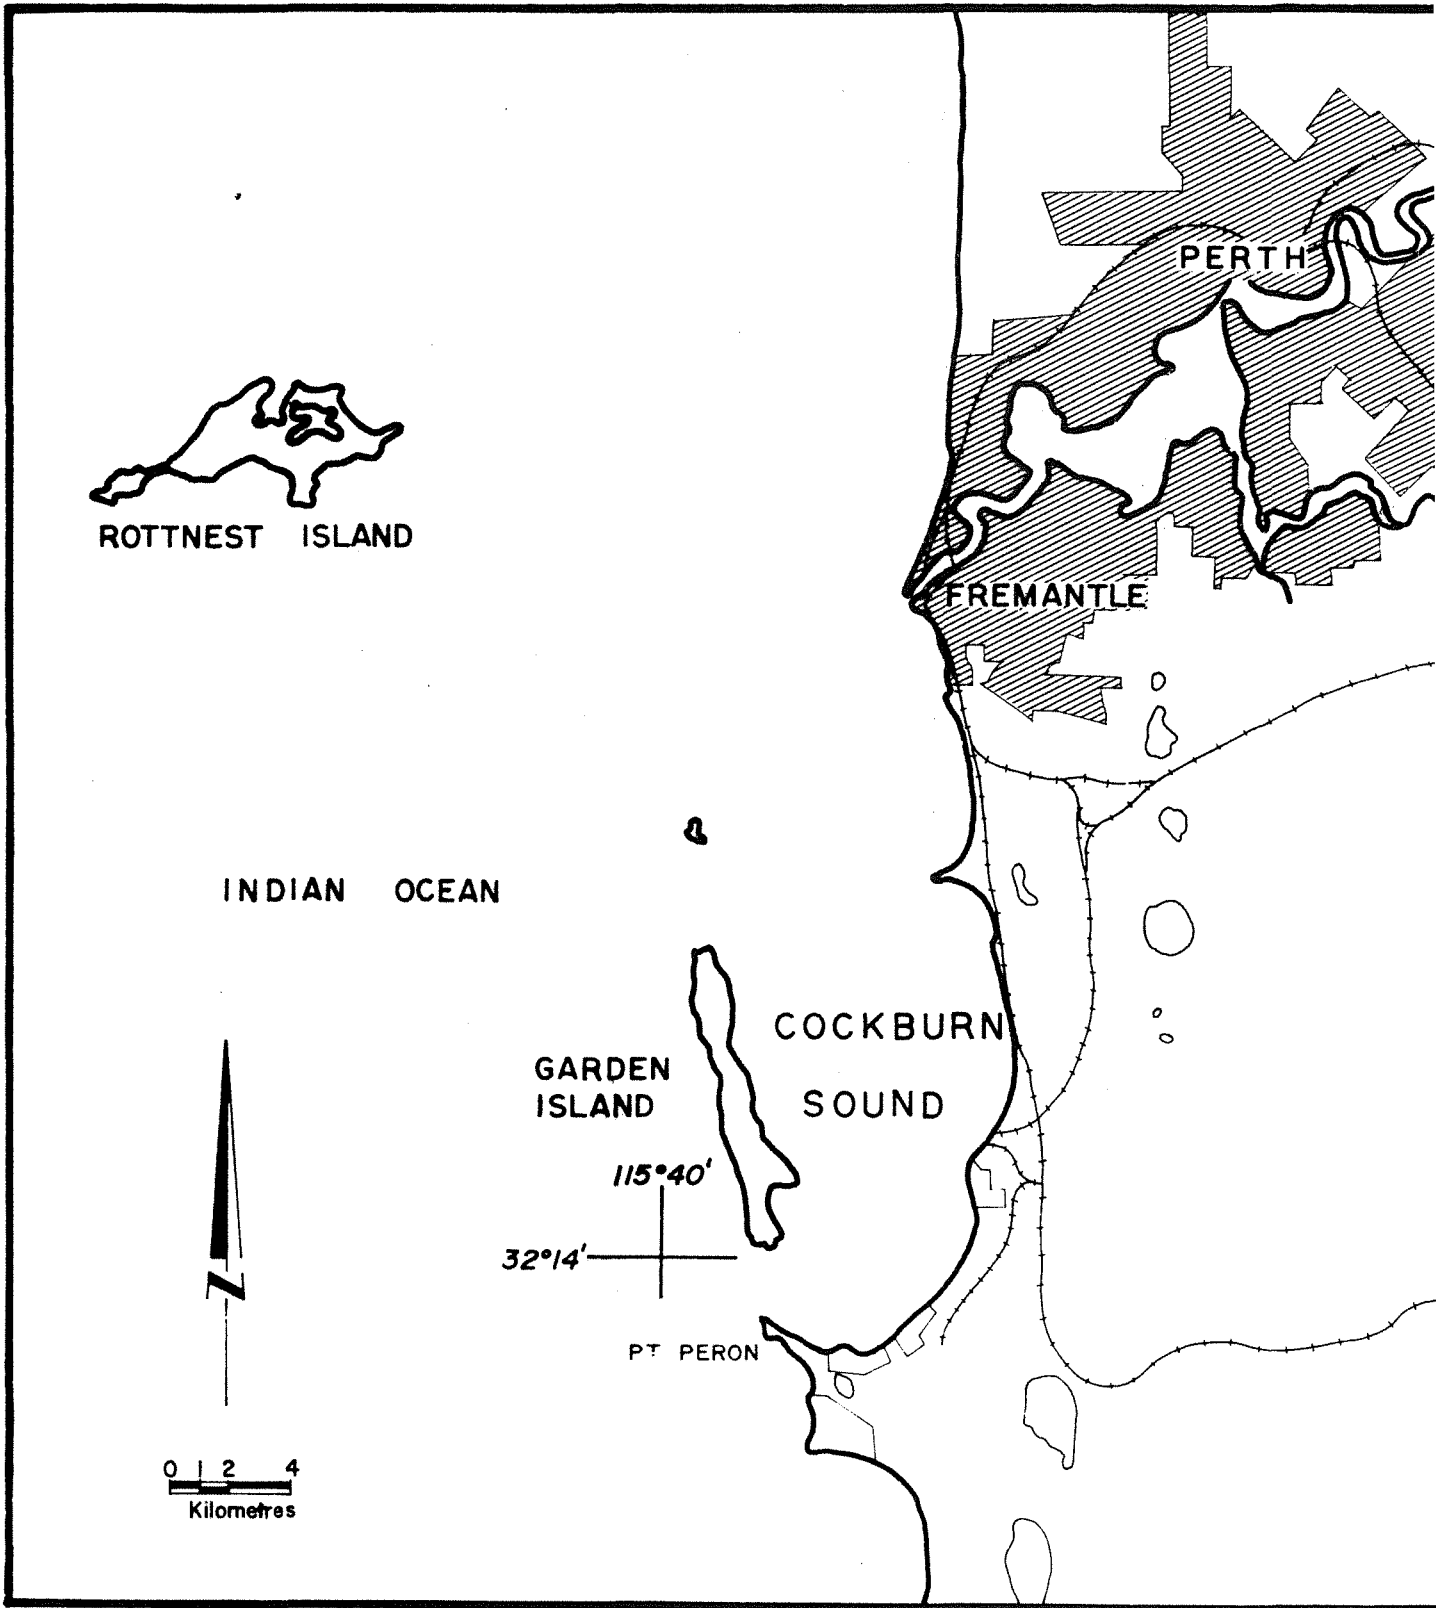 PERTH
ROTTNEST ISLAND
FREMANTLE
INDIAN OCEAN
COCKBURN
SOUND
GARDEN
ISLAND
115°40'
32°14'
PT PERON
N
0 1 2 4
Kilometres